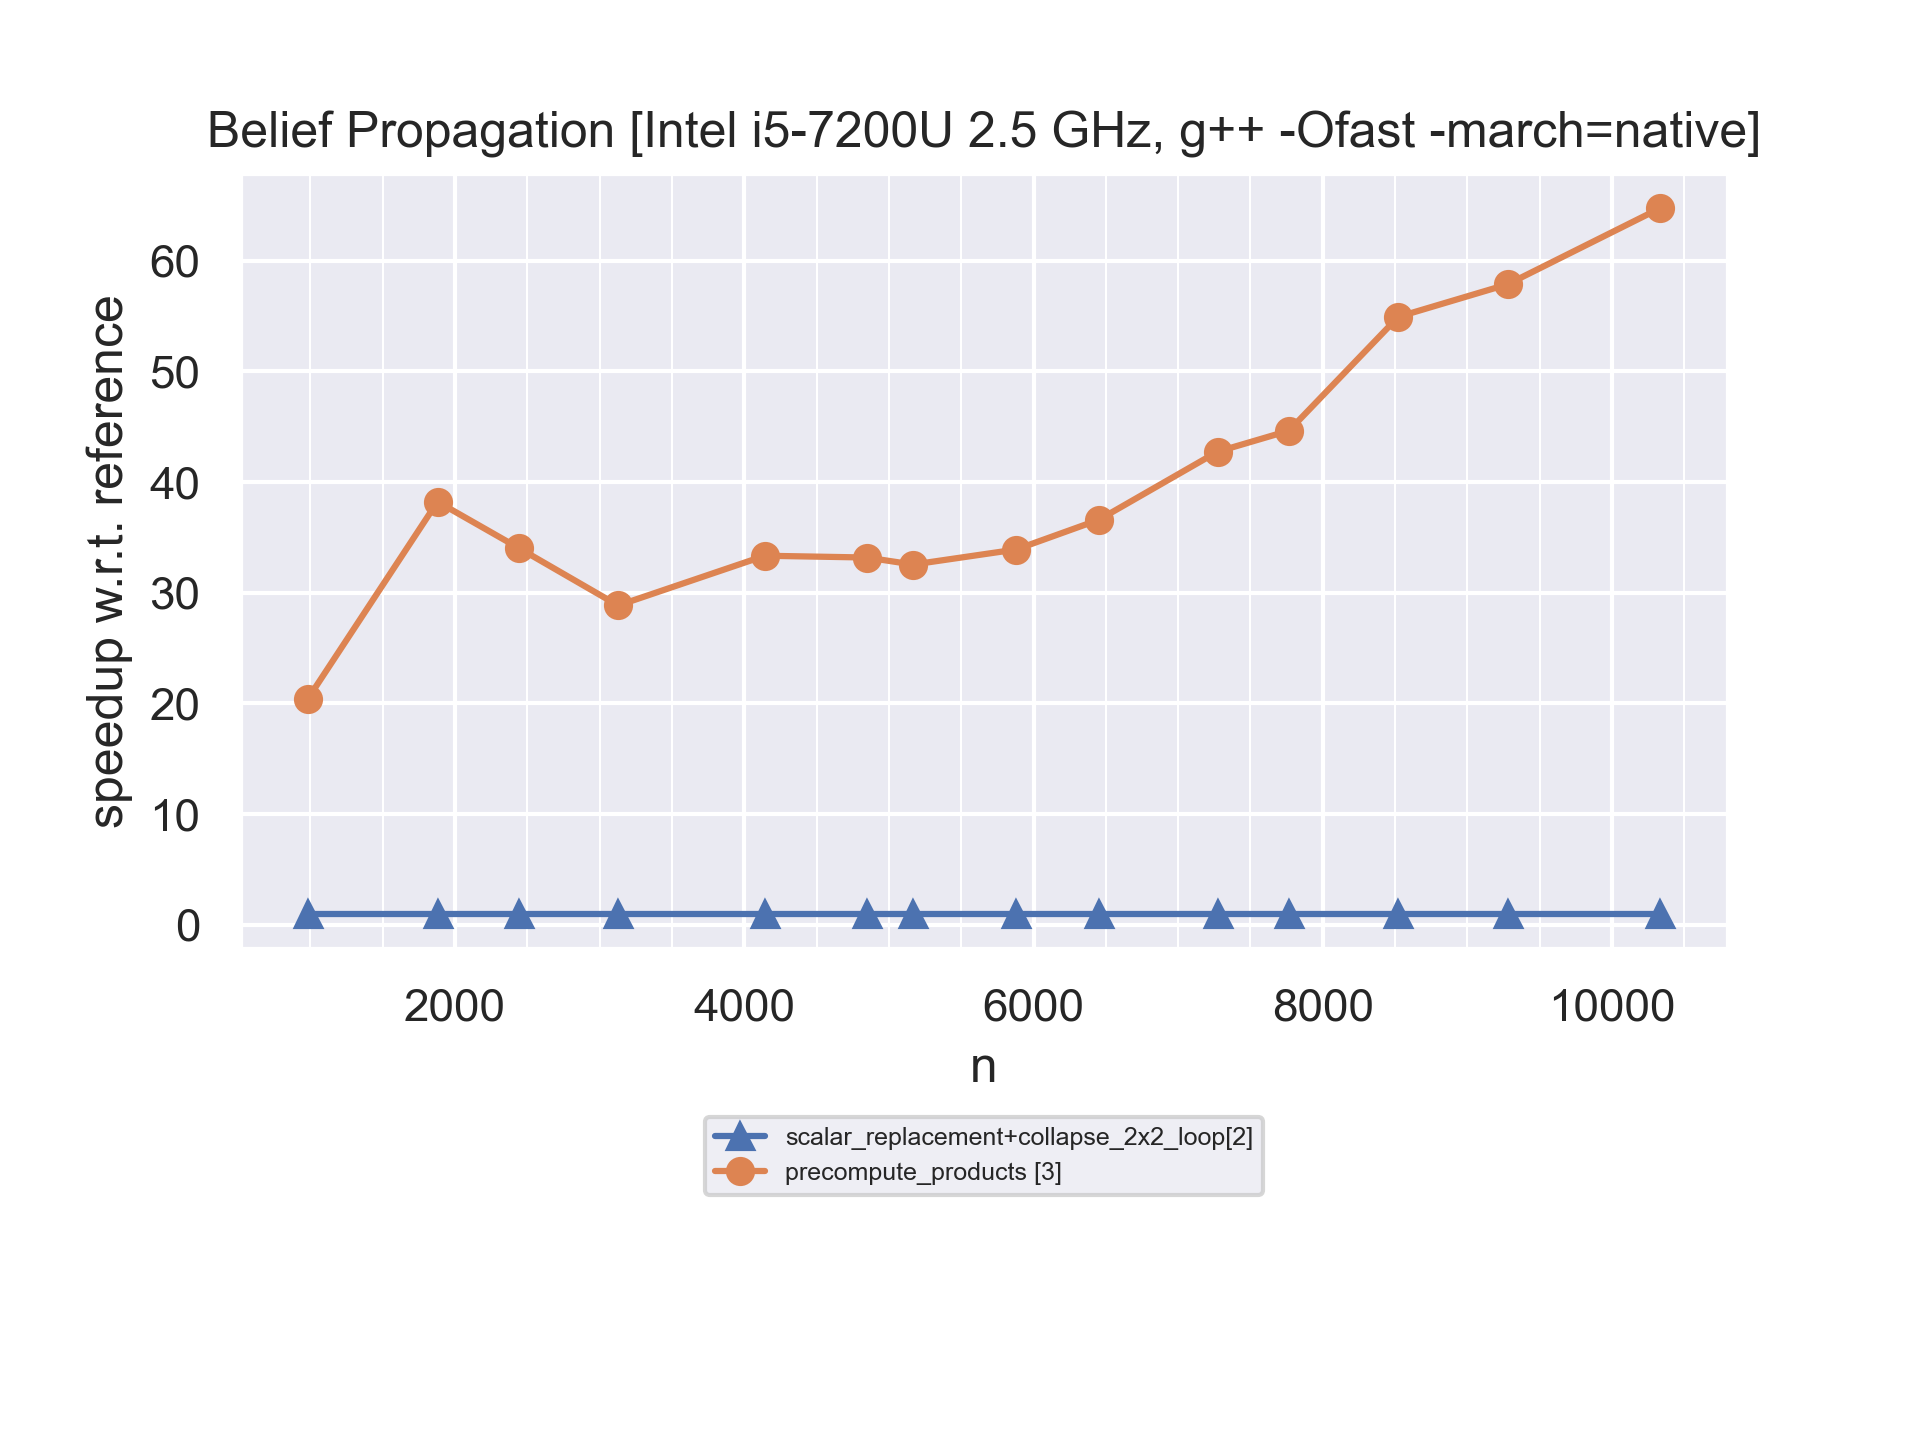 Belief Propagation [Intel i5-7200U 2.5 GHz, g++ -Ofast -march=native]
speedup w.r.t. reference
60
50
40
30
20
10
0
2000 4000 6000 8000 10000
n
scalar_replacement+collapse_2x2_loop[2]
precompute_products [3]